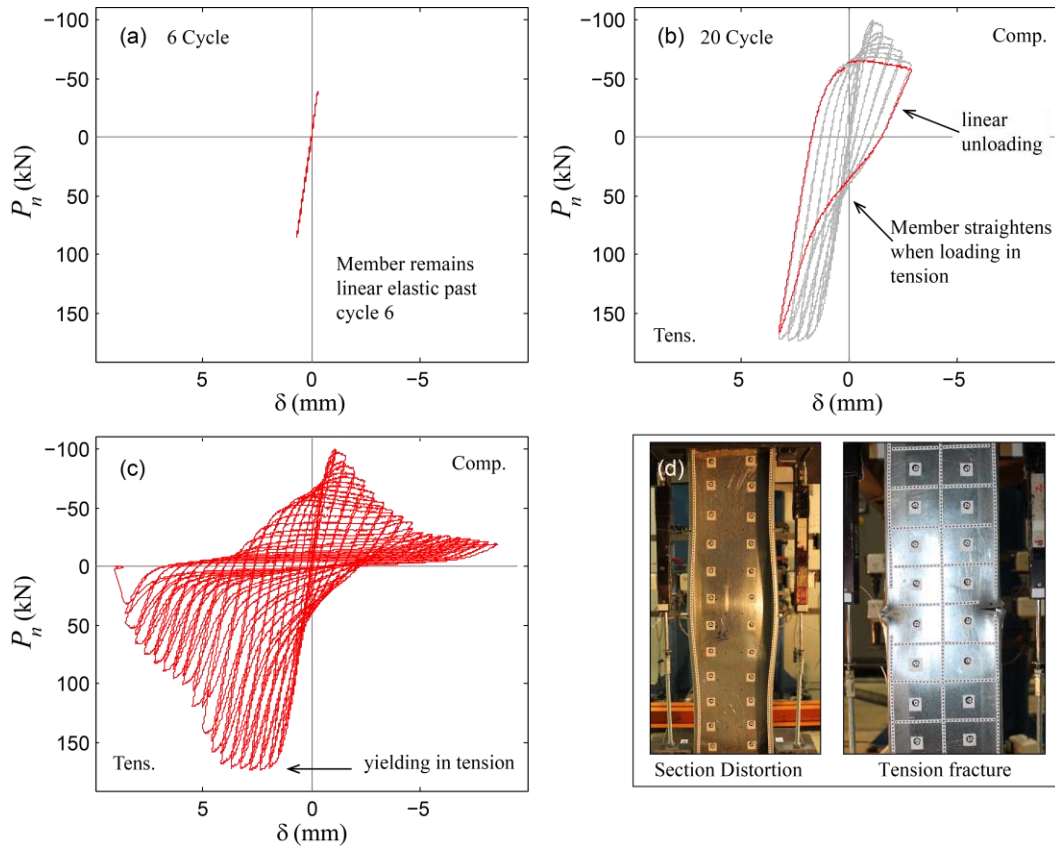 (a) 6 Cycle
−100
−50
0
50
100
150
Pn (kN)
Member remains
linear elastic past
cycle 6
5 0 −5
δ (mm)
(b) 20 Cycle
Comp.
−100
−50
0
50
100
150
Pn (kN)
linear
unloading
Member straightens
when loading in
tension
Tens.
5 0 −5
δ (mm)
(c)
Comp.
−100
−50
0
50
100
150
Pn (kN)
Tens.
yielding in tension
5 0 −5
δ (mm)
(d)
Section Distortion
Tension fracture